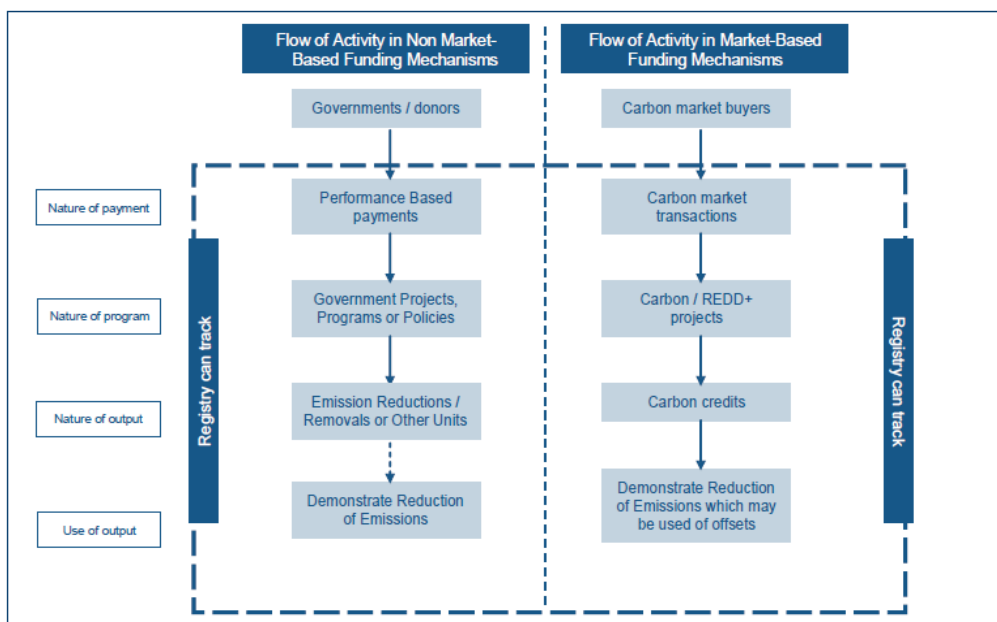 Flow of Activity in Non Market-
Based Funding Mechanisms
Flow of Activity in Market-Based
Funding Mechanisms
Governments / donors
Carbon market buyers
Nature of payment
Performance Based
payments
Carbon market
transactions
Registry can track
Nature of program
Government Projects,
Programs or Policies
Carbon / REDD+
projects
Registry can track
Nature of output
Emission Reductions /
Removals or Other Units
Carbon credits
Use of output
Demonstrate Reduction
of Emissions
Demonstrate Reduction
of Emissions which may
be used of offsets